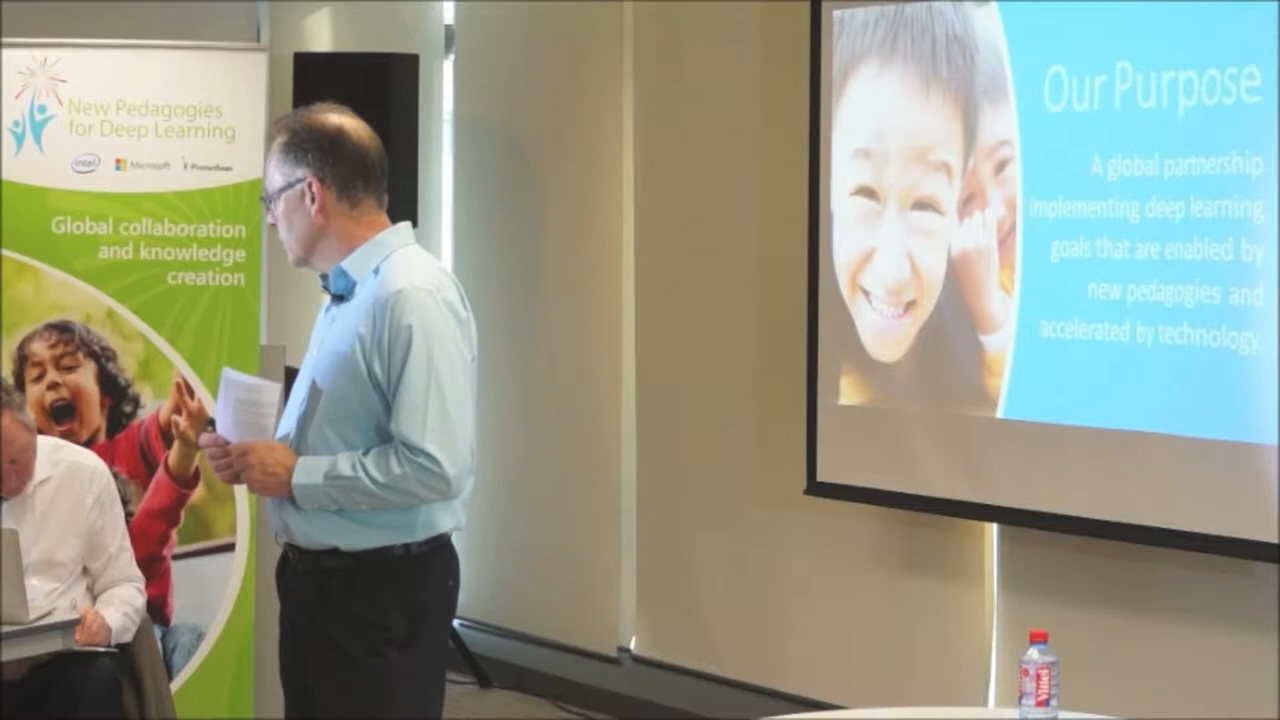 New Pedagogies
for Deep Learning
intel Microsoft Promethean
Global collaboration
and knowledge
creation
Our Purpose
A global partnership
implementing deep learning
goals that are enabled by
new pedagogies and
accelerated by technology.
Vittel